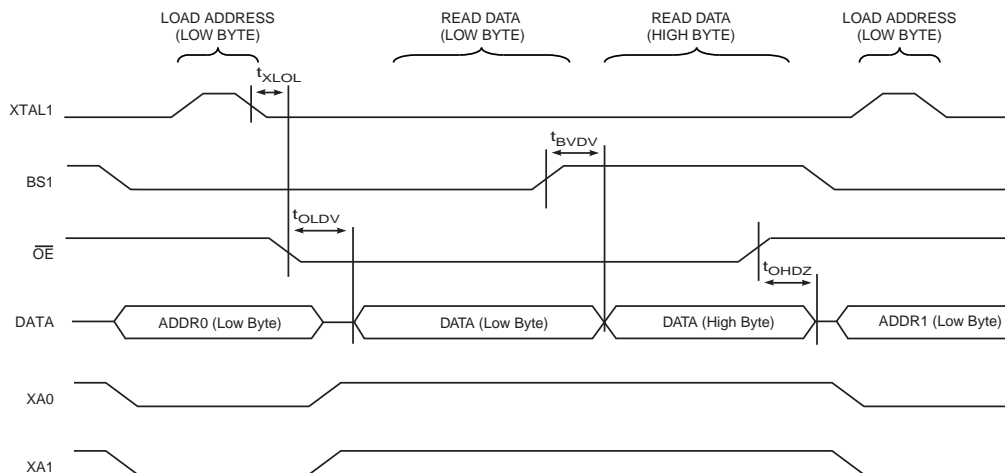 LOAD ADDRESS
(LOW BYTE)
READ DATA
(LOW BYTE)
READ DATA
(HIGH BYTE)
LOAD ADDRESS
(LOW BYTE)
tXLOL
XTAL1
tBVDV
BS1
tOLDV
OE
tOHDZ
DATA
ADDR0 (Low Byte)
DATA (Low Byte)
DATA (High Byte)
ADDR1 (Low Byte)
XA0
XA1